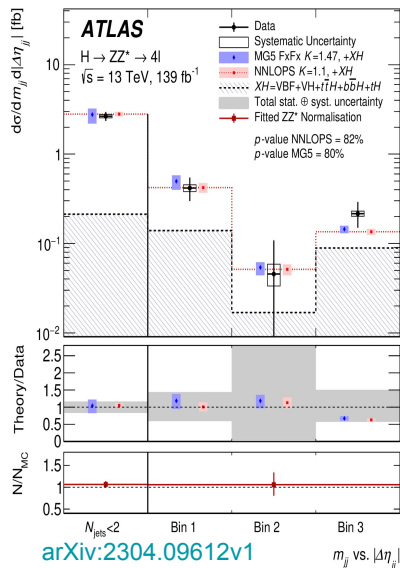 dσ/dm_jj d|Δη_jj| [fb]
ATLAS
H → ZZ* → 4l
√s = 13 TeV, 139 fb⁻¹
Data
Systematic Uncertainty
MG5 FxFx K=1.47, +XH
NNLOPS K=1.1, +XH
XH=VBF+VH+tt̄H+bb̄H+tH
Total stat. ⊕ syst. uncertainty
Fitted ZZ* Normalisation
p-value NNLOPS = 82%
p-value MG5 = 80%
10
1
10⁻¹
10⁻²
Theory/Data
2.5
2
1.5
1
0.5
0
N/N_MC
1.5
1
0.5
N_jets<2
Bin 1
Bin 2
Bin 3
arXiv:2304.09612v1
m_jj vs. |Δη_jj|